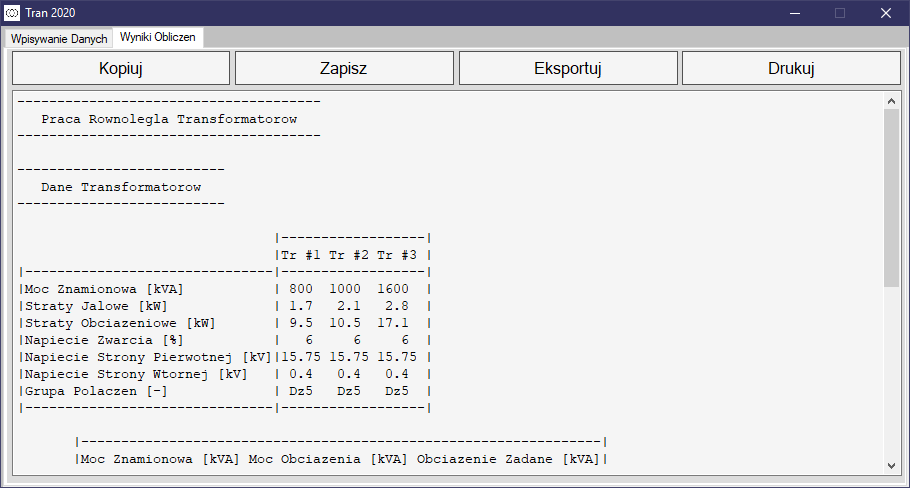 Tran 2020
Wpisywanie Danych Wyniki Obliczen
Kopiuj Zapisz Eksportuj Drukuj
--------------------------------------
   Praca Rownolegla Transformatorow
--------------------------------------
--------------------------
   Dane Transformatorow
--------------------------
|------------------|
|Tr #1 Tr #2 Tr #3 |
|-------------------------------|------------------|
|Moc Znamionowa [kVA]           | 800  1000  1600  |
|Straty Jalowe [kW]             | 1.7   2.1   2.8  |
|Straty Obciazeniowe [kW]       | 9.5  10.5  17.1  |
|Napiecie Zwarcia [%]           |   6     6     6  |
|Napiecie Strony Pierwotnej [kV]|15.75 15.75 15.75 |
|Napiecie Strony Wtornej [kV]   | 0.4   0.4   0.4  |
|Grupa Polaczen [-]             | Dz5   Dz5   Dz5  |
|-------------------------------|------------------|
|-----------------------------------------------------------------|
|Moc Znamionowa [kVA] Moc Obciazenia [kVA] Obciazenie Zadane [kVA]|